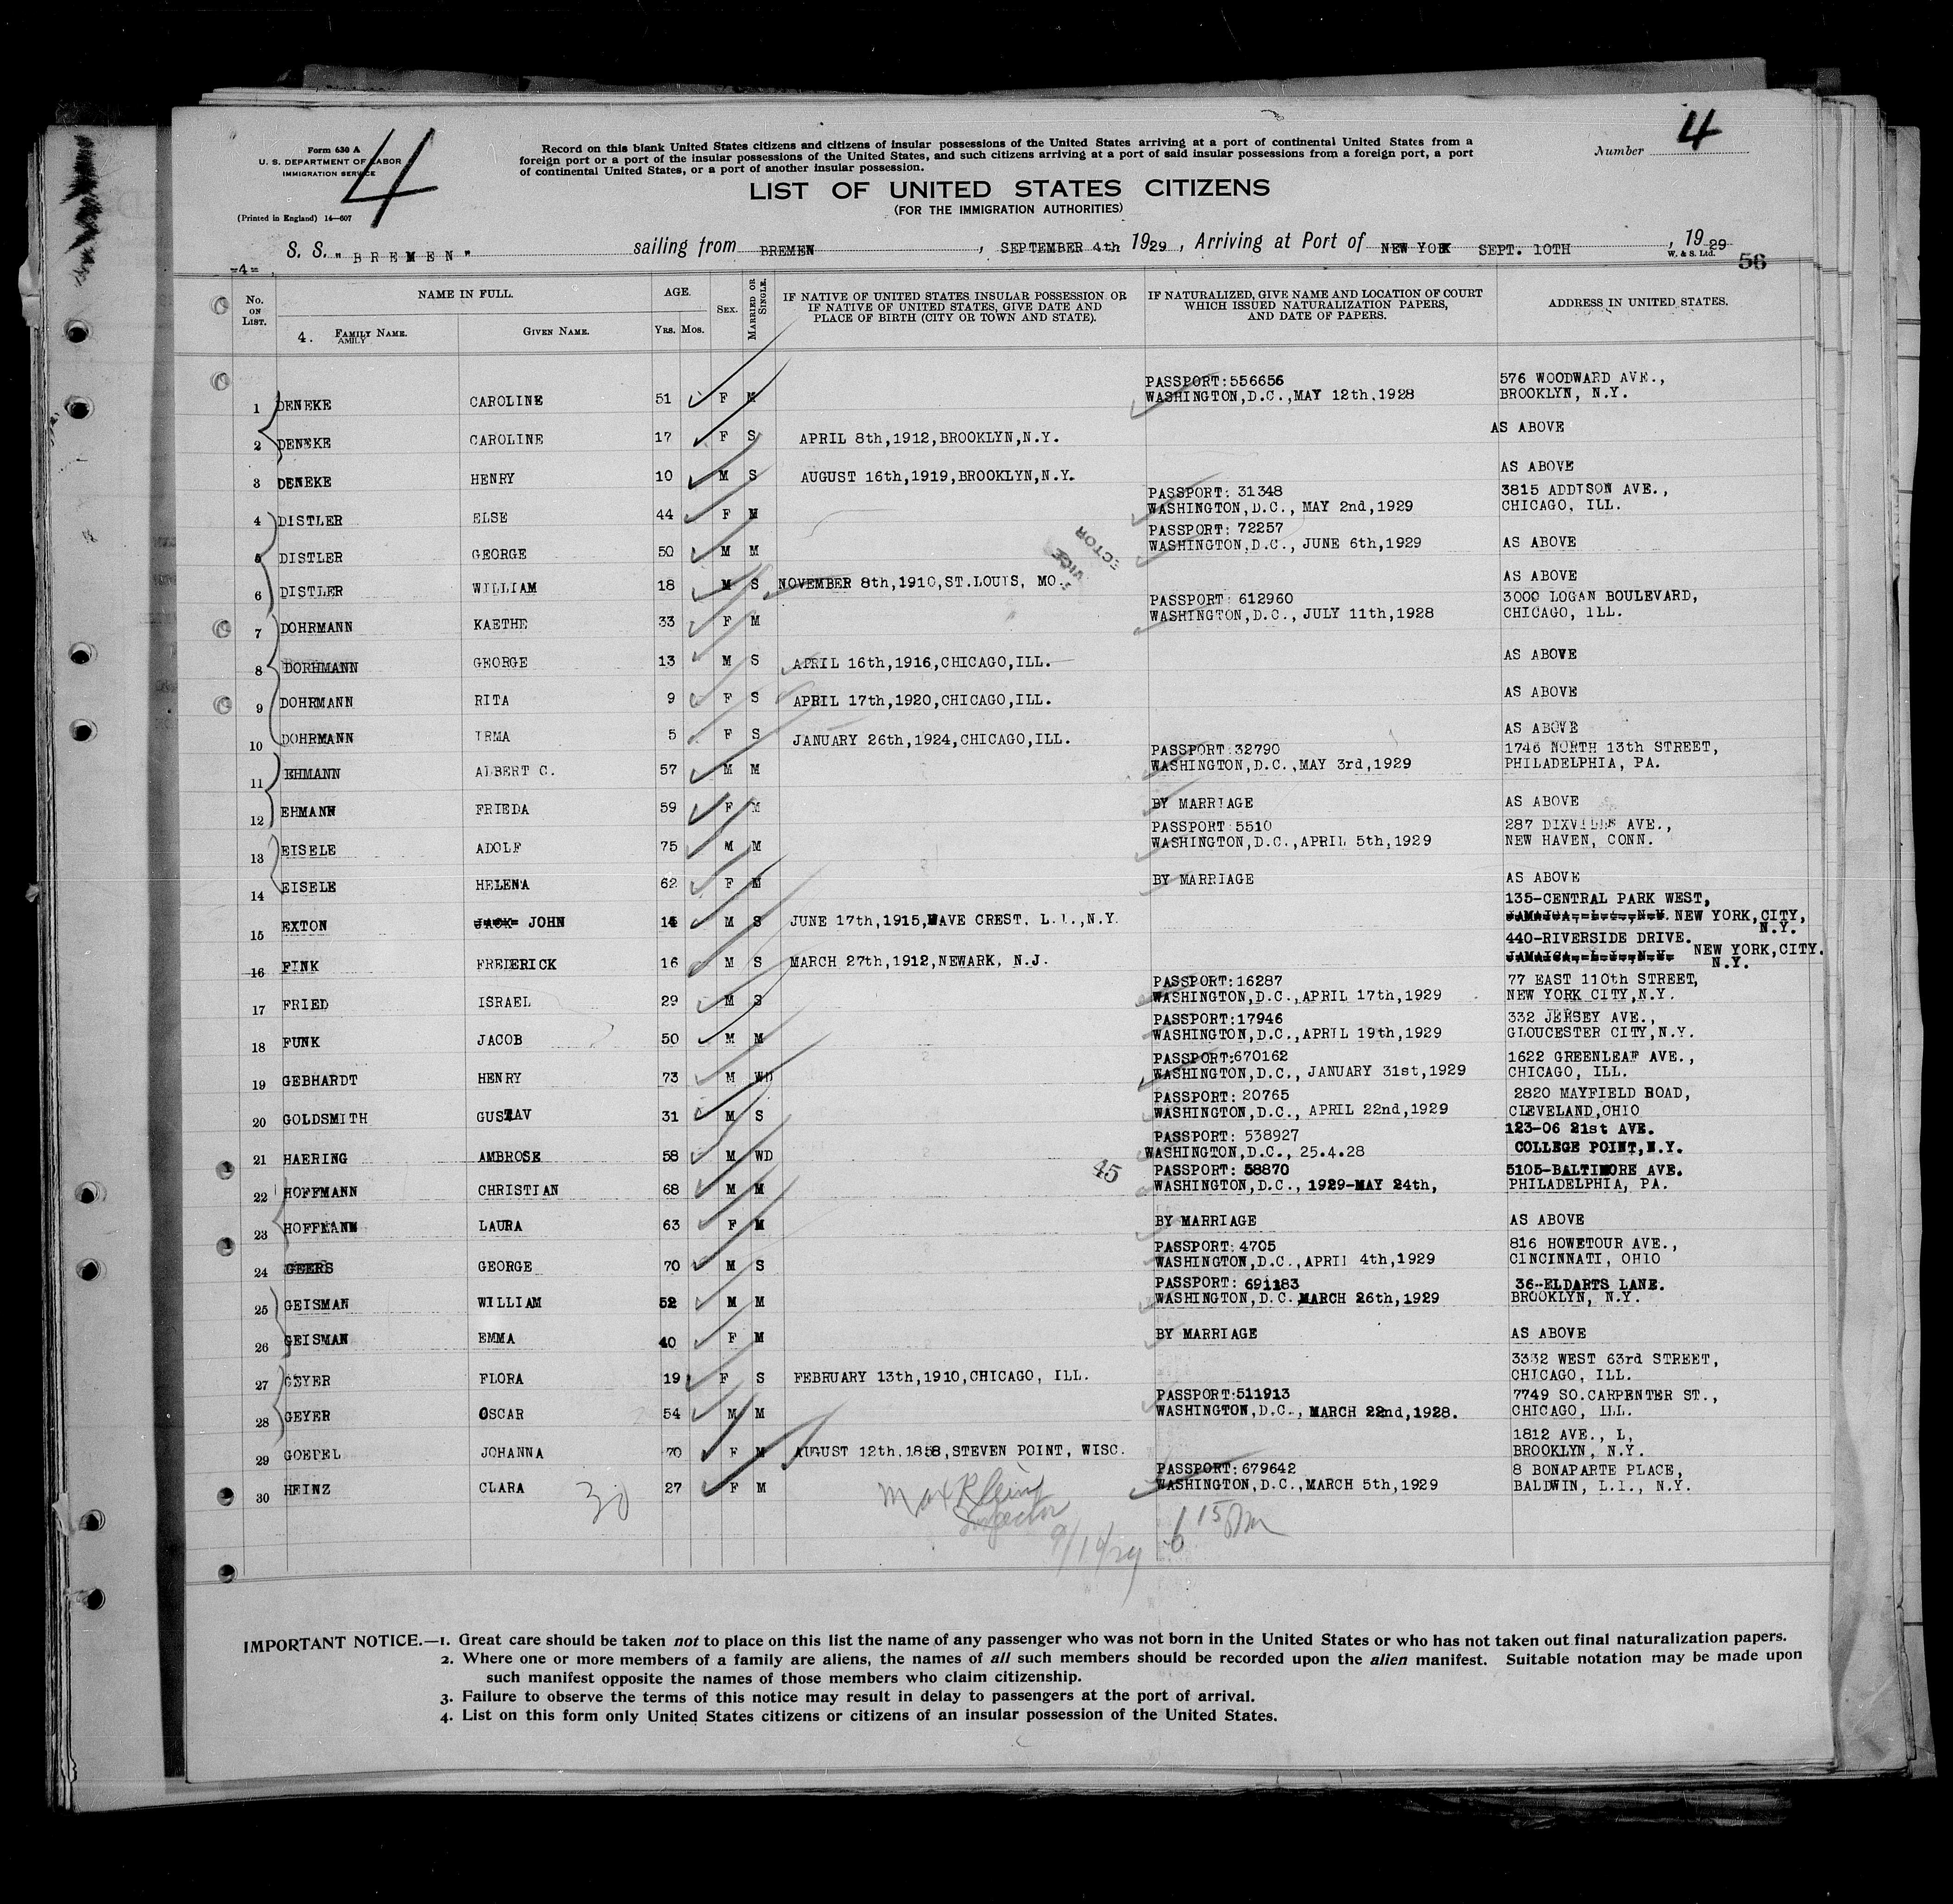 4
4
Form 630 A
U. S. DEPARTMENT OF LABOR
IMMIGRATION SERVICE
(Printed in England) 14—607
Record on this blank United States citizens and citizens of insular possessions of the United States arriving at a port of continental United States from a
foreign port or a port of the insular possessions of the United States, and such citizens arriving at a port of said insular possessions from a foreign port, a port
of continental United States, or a port of another insular possession.
Number
LIST OF UNITED STATES CITIZENS
(FOR THE IMMIGRATION AUTHORITIES)
S. S. "BREMEN" sailing from BREMEN, SEPTEMBER 4th 1929, Arriving at Port of NEW YORK SEPT. 10TH, 1929
W. & S. Ltd.
56
-4-
No. ON LIST.
NAME IN FULL.
4. FAMILY NAME.
AMILY
GIVEN NAME.
AGE.
YRS. MOS.
SEX.
MARRIED OR SINGLE.
IF NATIVE OF UNITED STATES INSULAR POSSESSION OR
IF NATIVE OF UNITED STATES, GIVE DATE AND
PLACE OF BIRTH (CITY OR TOWN AND STATE).
IF NATURALIZED, GIVE NAME AND LOCATION OF COURT
WHICH ISSUED NATURALIZATION PAPERS,
AND DATE OF PAPERS.
ADDRESS IN UNITED STATES.
PASSPORT:556656 576 WOODWARD AVE.,
1 DENEKE CAROLINE 51 F M WASHINGTON,D.C.,MAY 12th,1928 BROOKLYN, N.Y.
2 DENEKE CAROLINE 17 F S APRIL 8th,1912,BROOKLYN,N.Y. AS ABOVE
3 DENEKE HENRY 10 M S AUGUST 16th,1919,BROOKLYN,N.Y. AS ABOVE
PASSPORT: 31348 3815 ADDISON AVE.,
4 DISTLER ELSE 44 F M WASHINGTON,D.C., MAY 2nd,1929 CHICAGO, ILL.
PASSPORT: 72257
5 DISTLER GEORGE 50 M M WASHINGTON,D.C., JUNE 6th,1929 AS ABOVE
6 DISTLER WILLIAM 18 M S NOVEMBER 8th,1910,ST.LOUIS, MO. AS ABOVE
PASSPORT: 612960 3000 LOGAN BOULEVARD,
7 DOHRMANN KAETHE 33 F M WASHINGTON,D.C., JULY 11th,1928 CHICAGO, ILL.
8 DORHMANN GEORGE 13 M S APRIL 16th,1916,CHICAGO,ILL. AS ABOVE
9 DOHRMANN RITA 9 F S APRIL 17th,1920,CHICAGO,ILL. AS ABOVE
10 DOHRMANN IRMA 5 F S JANUARY 26th,1924,CHICAGO,ILL. AS ABOVE
PASSPORT:32790 1746 NORTH 13th STREET,
11 EHMANN ALBERT C. 57 M M WASHINGTON,D.C.,MAY 3rd,1929 PHILADELPHIA, PA.
12 EHMANN FRIEDA 59 F M BY MARRIAGE AS ABOVE
PASSPORT:5510 287 DIXVILLE AVE.,
13 EISELE ADOLF 75 M M WASHINGTON,D.C.,APRIL 5th,1929 NEW HAVEN, CONN.
14 EISELE HELENA 62 F M BY MARRIAGE AS ABOVE
135-CENTRAL PARK WEST,
15 EXTON JACK JOHN 14 M S JUNE 17th,1915,WAVE CREST. L.I.,N.Y. JAMAICA, L.I., N.Y. NEW YORK,CITY,
N.Y.
440-RIVERSIDE DRIVE.
16 FINK FREDERICK 16 M S MARCH 27th,1912,NEWARK, N.J. JAMAICA, L.I., N.Y. NEW YORK,CITY.
N.Y.
PASSPORT:16287 77 EAST 110th STREET,
17 FRIED ISRAEL 29 M S WASHINGTON,D.C.,APRIL 17th,1929 NEW YORK CITY,N.Y.
PASSPORT:17946 332 JERSEY AVE.,
18 FUNK JACOB 50 M M WASHINGTON,D.C.,APRIL 19th,1929 GLOUCESTER CITY,N.Y.
PASSPORT:670162 1622 GREENLEAF AVE.,
19 GEBHARDT HENRY 73 M WD WASHINGTON,D.C., JANUARY 31st,1929 CHICAGO, ILL.
PASSPORT: 20765 2820 MAYFIELD ROAD,
20 GOLDSMITH GUSTAV 31 M S WASHINGTON,D.C., APRIL 22nd,1929 CLEVELAND,OHIO
PASSPORT: 538927 123-06 21st AVE.
21 HAERING AMBROSE 58 M WD WASHINGTON,D.C., 25.4.28 COLLEGE POINT,N.Y.
45
PASSPORT: 58870 5105-BALTIMORE AVE.
22 HOFFMANN CHRISTIAN 68 M M WASHINGTON,D.C., 1929-MAY 24th, PHILADELPHIA, PA.
23 HOFFMANN LAURA 63 F M BY MARRIAGE AS ABOVE
PASSPORT: 4705 816 HOWETOUR AVE.,
24 GEERS GEORGE 70 M S WASHINGTON,D.C.,APRIL 4th,1929 CINCINNATI, OHIO
PASSPORT: 691183 36-ELDARTS LANE.
25 GEISMAN WILLIAM 52 M M WASHINGTON,D.C.MARCH 26th,1929 BROOKLYN, N.Y.
26 GEISMAN EMMA 40 F M BY MARRIAGE AS ABOVE
3332 WEST 63rd STREET,
27 GEYER FLORA 19 F S FEBRUARY 13th,1910,CHICAGO, ILL. CHICAGO, ILL.
PASSPORT:511913 7749 SO.CARPENTER ST.,
28 GEYER OSCAR 54 M M WASHINGTON,D.C., MARCH 22nd,1928. CHICAGO, ILL.
1812 AVE., L,
29 GOEPEL JOHANNA 70 F M AUGUST 12th,1858,STEVEN POINT, WISC. BROOKLYN, N.Y.
PASSPORT:679642 8 BONAPARTE PLACE,
30 HEINZ CLARA 27 F M WASHINGTON,D.C.,MARCH 5th,1929 BALDWIN, L.I., N.Y.
30
Max Klein
Inspector
6 15 PM
IMPORTANT NOTICE.—1. Great care should be taken not to place on this list the name of any passenger who was not born in the United States or who has not taken out final naturalization papers.
2. Where one or more members of a family are aliens, the names of all such members should be recorded upon the alien manifest. Suitable notation may be made upon
such manifest opposite the names of those members who claim citizenship.
3. Failure to observe the terms of this notice may result in delay to passengers at the port of arrival.
4. List on this form only United States citizens or citizens of an insular possession of the United States.